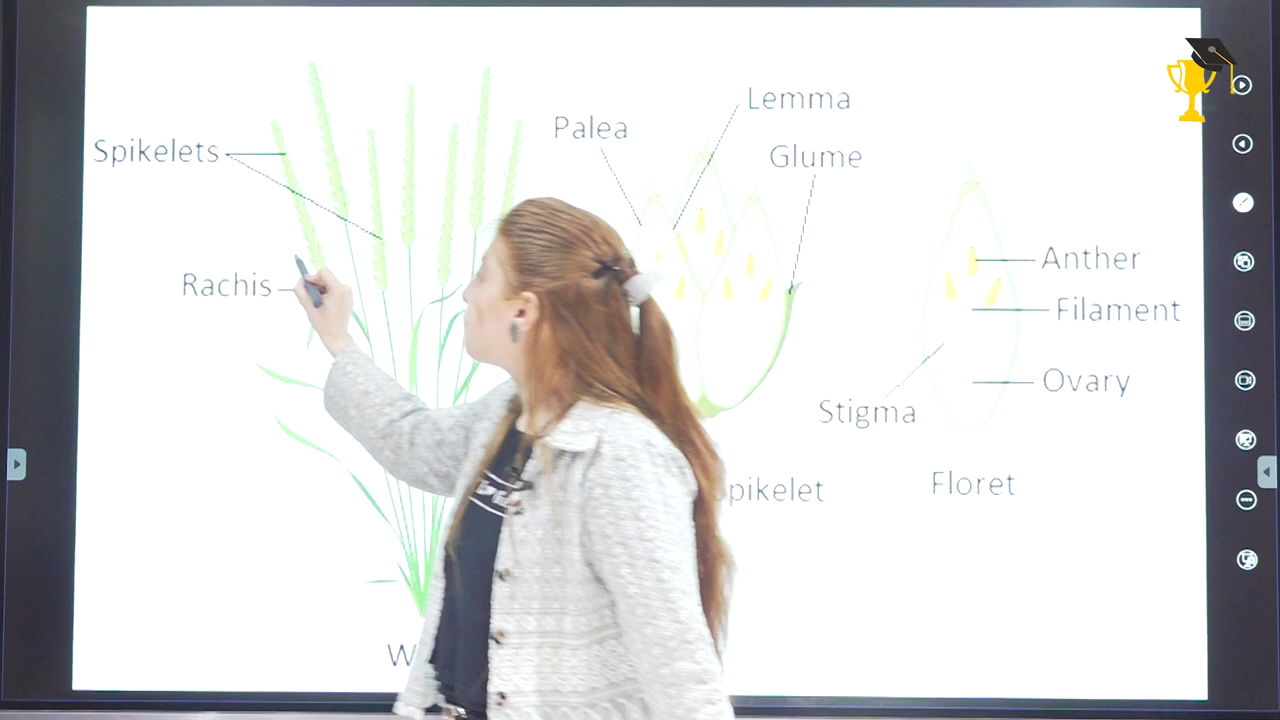 Lemma
Palea
Spikelets
Glume
Anther
Rachis
Filament
Ovary
Stigma
pikelet
Floret
W